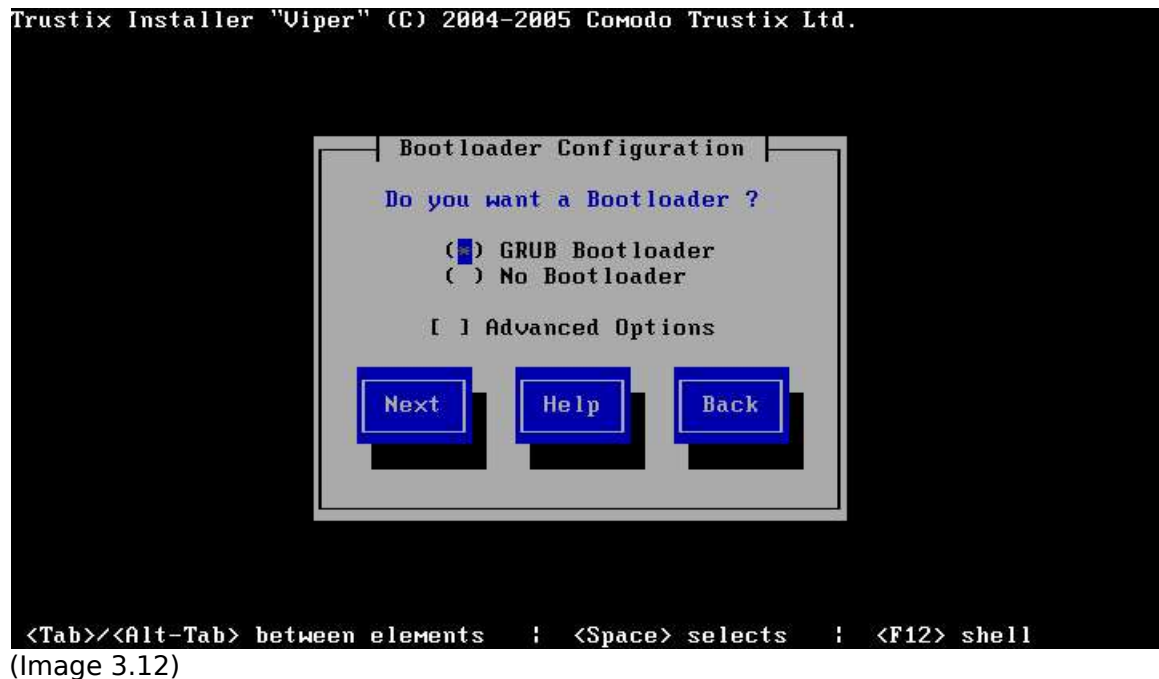 Trustix Installer "Viper" (C) 2004-2005 Comodo Trustix Ltd.
Bootloader Configuration
Do you want a Bootloader ?
(*) GRUB Bootloader
( ) No Bootloader
[ ] Advanced Options
Next Help Back
<Tab>/<Alt-Tab> between elements ¦ <Space> selects ¦ <F12> shell
(Image 3.12)